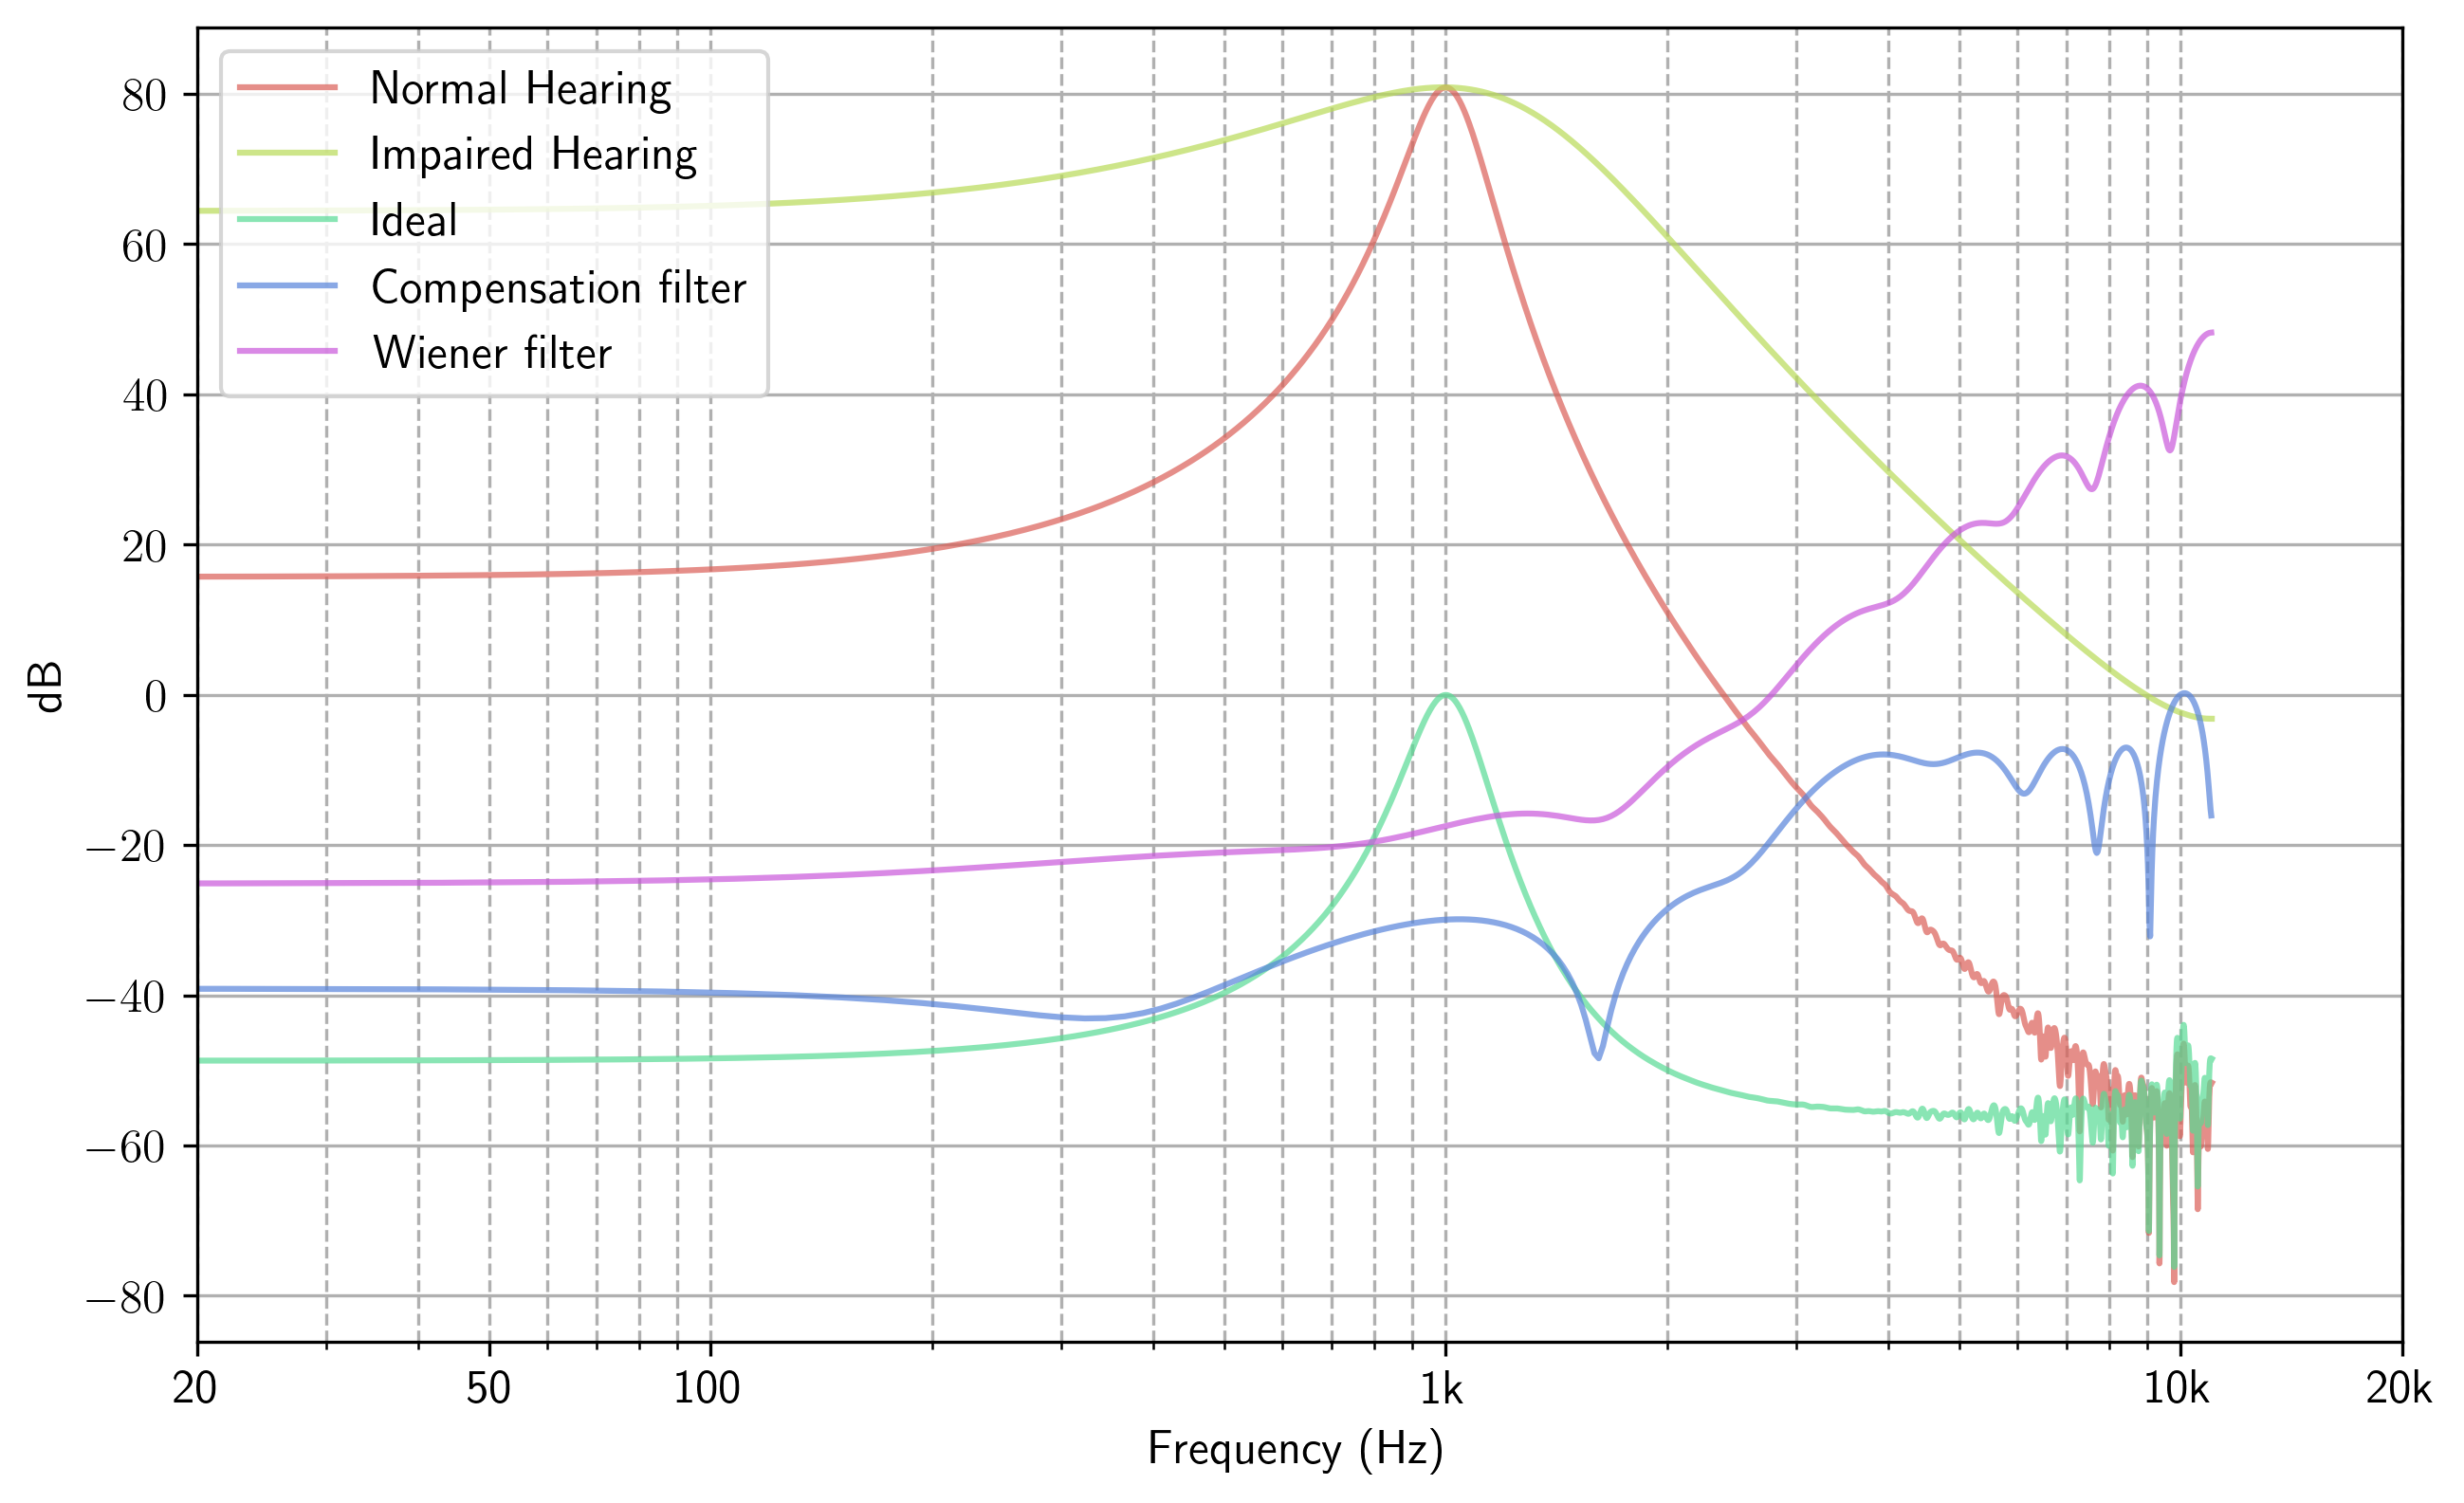 Normal Hearing
Impaired Hearing
Ideal
Compensation filter
Wiener filter
80
60
40
20
0
−20
−40
−60
−80
dB
20 50 100 1k 10k 20k
Frequency (Hz)